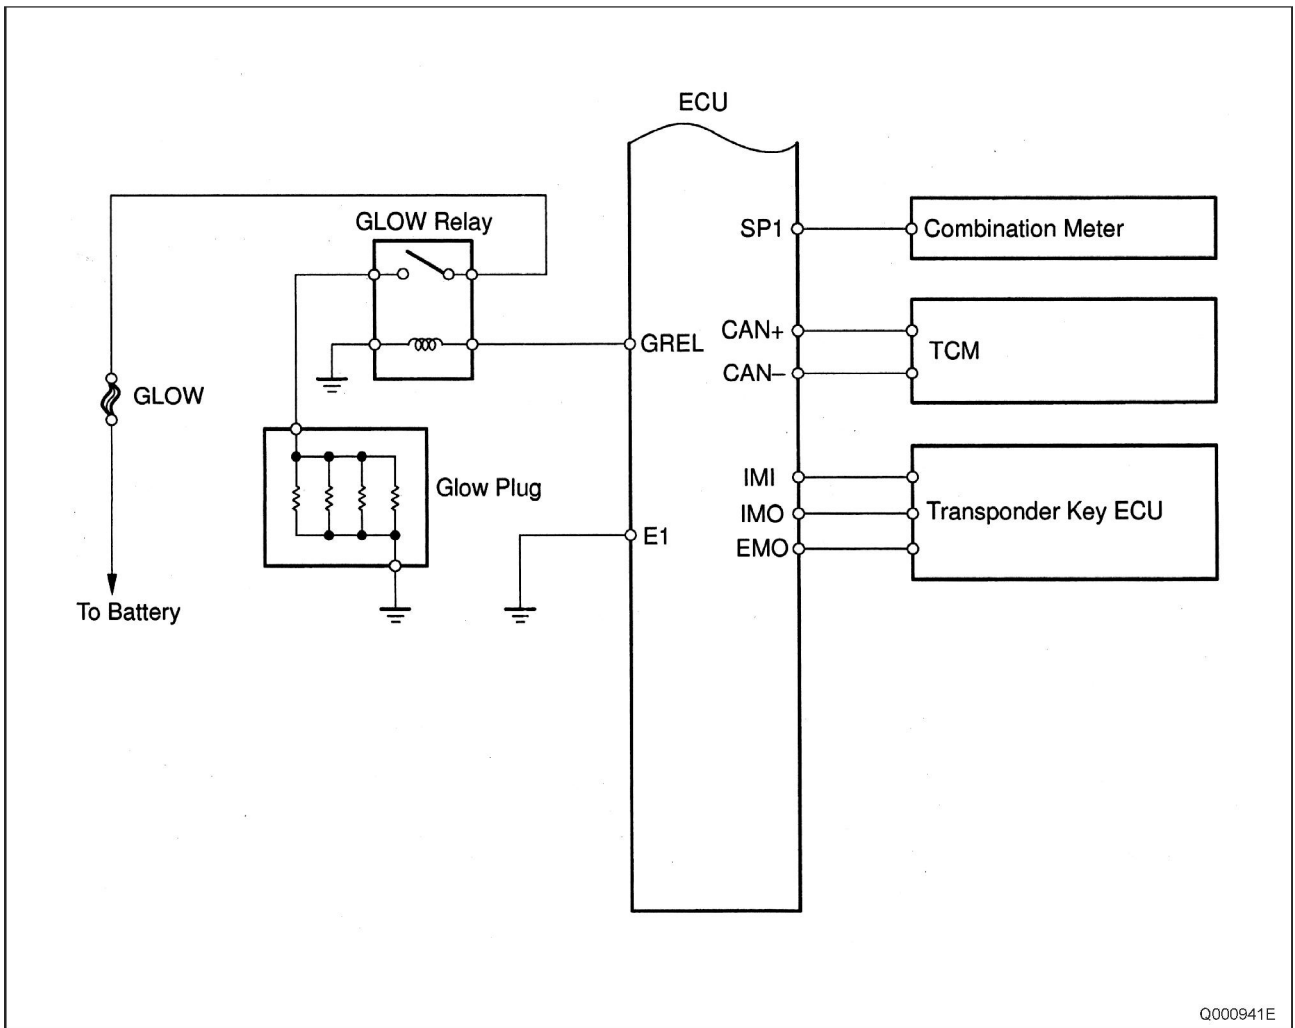 ECU
GLOW Relay
SP1
Combination Meter
CAN+
GREL
TCM
CAN–
GLOW
IMI
Glow Plug
IMO
Transponder Key ECU
E1
EMO
To Battery
Q000941E